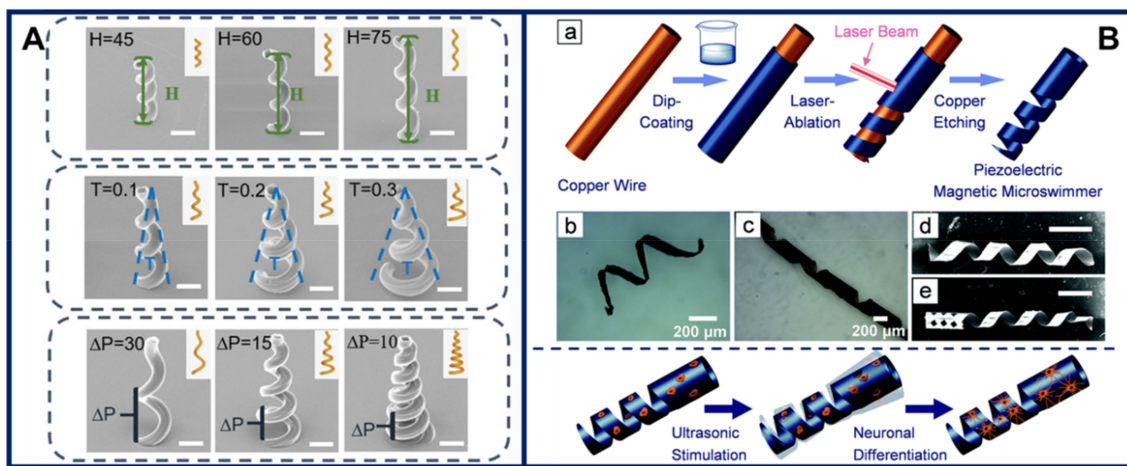 A
H=45
H=60
H=75
H
H
H
T=0.1
T=0.2
T=0.3
T
T
T
ΔP=30
ΔP=15
ΔP=10
ΔP
ΔP
ΔP
B
a
Laser Beam
Dip-
Coating
Laser-
Ablation
Copper
Etching
Copper Wire
Piezoelectric
Magnetic Microswimmer
b
200 μm
c
200 μm
d
e
Ultrasonic
Stimulation
Neuronal
Differentiation